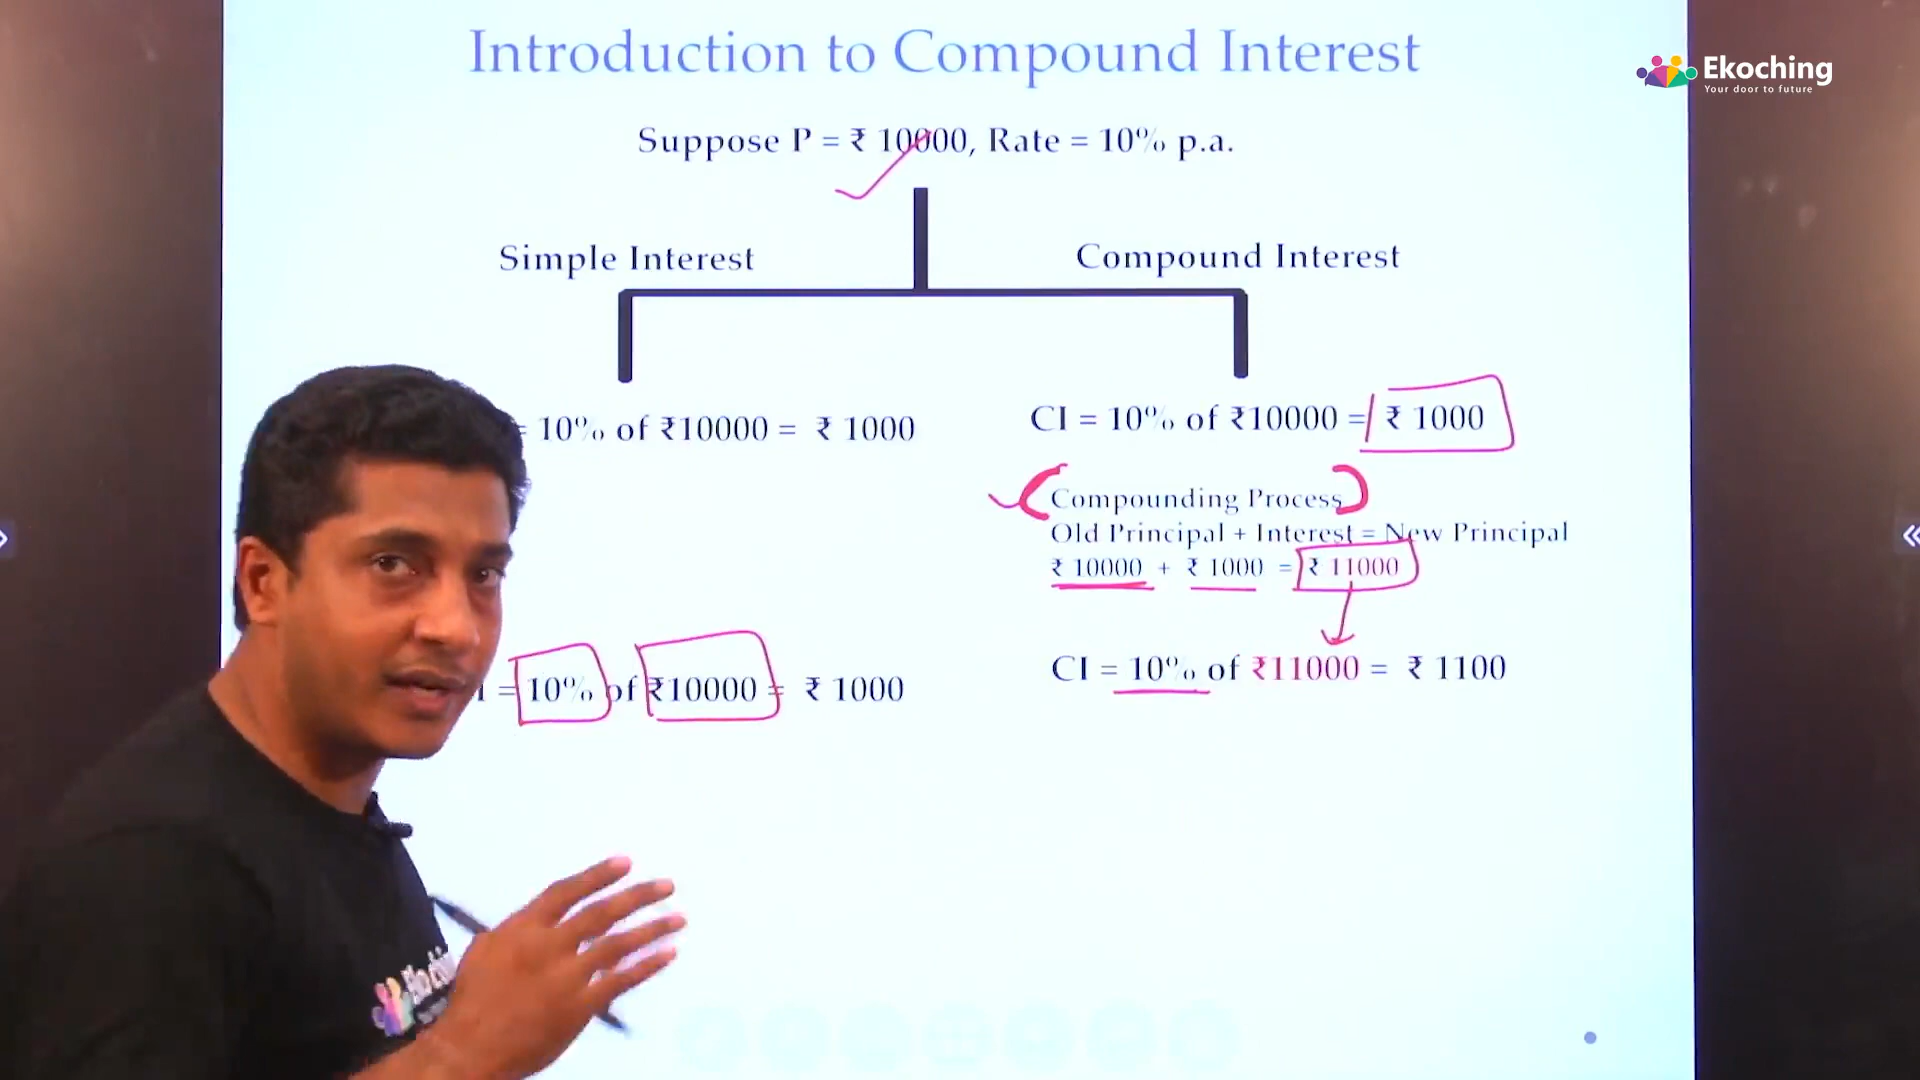 Introduction to Compound Interest
Ekoching
Your door to future
Suppose P = ₹ 10000, Rate = 10% p.a.
Simple Interest
Compound Interest
= 10% of ₹10000 = ₹ 1000
CI = 10% of ₹10000 = ₹ 1000
Compounding Process
Old Principal + Interest = New Principal
₹ 10000 + ₹ 1000 = ₹ 11000
CI = 10% of ₹11000 = ₹ 1100
= 10% of ₹10000 = ₹ 1000